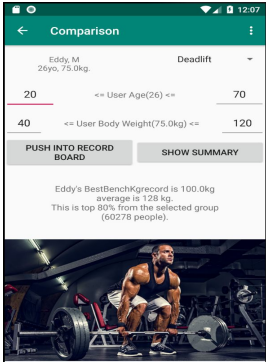 12:07
Comparison
Eddy, M
26yo, 75.0kg.
Deadlift
20 <= User Age(26) <= 70
40 <= User Body Weight(75.0kg) <= 120
PUSH INTO RECORD
BOARD
SHOW SUMMARY
Eddy's BestBenchKgrecord is 100.0kg
average is 128 kg.
This is top 80% from the selected group
(60278 people).